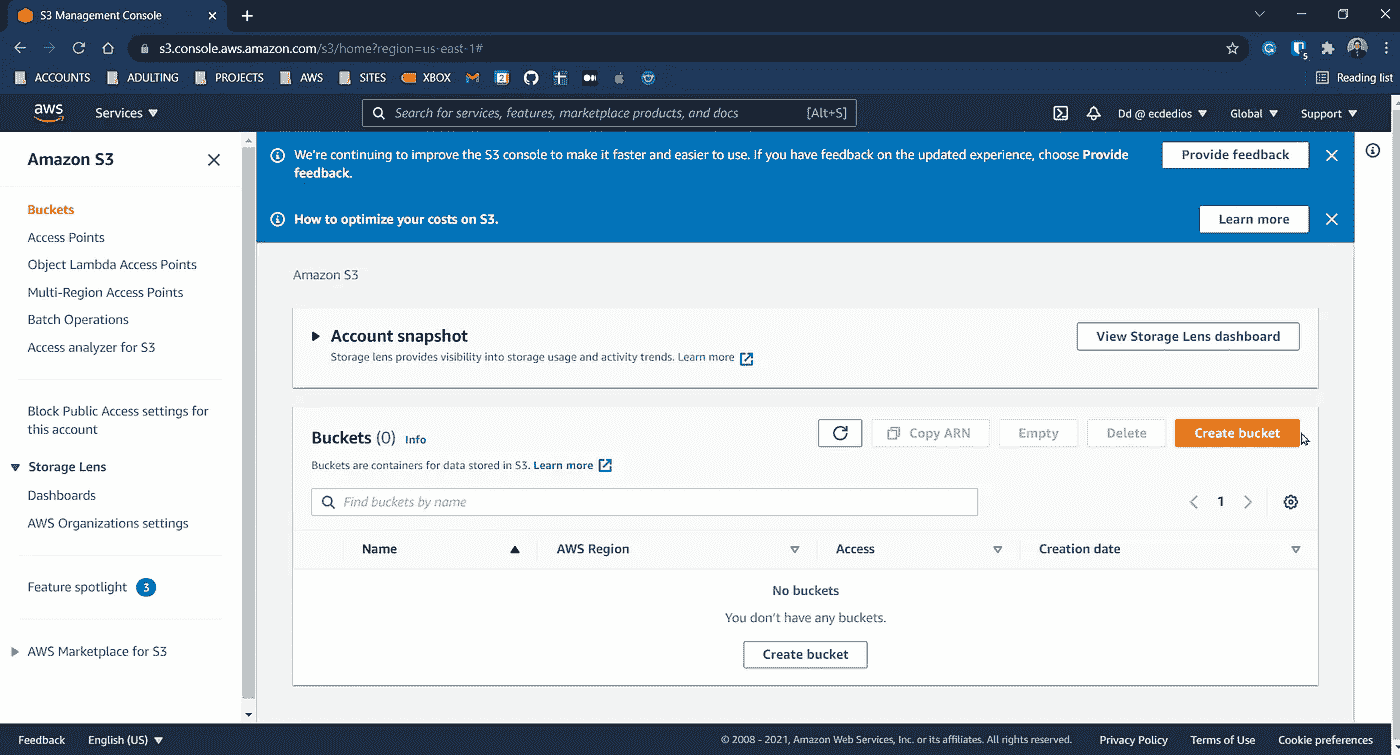 S3 Management Console
s3.console.aws.amazon.com/s3/home?region=us-east-1#
5
ACCOUNTS ADULTING PROJECTS AWS SITES XBOX 2 Reading list
aws Services Search for services, features, marketplace products, and docs [Alt+S] Dd @ ecdedios Global Support
Amazon S3
Buckets
Access Points
Object Lambda Access Points
Multi-Region Access Points
Batch Operations
Access analyzer for S3
Block Public Access settings for
this account
Storage Lens
Dashboards
AWS Organizations settings
Feature spotlight 3
AWS Marketplace for S3
We're continuing to improve the S3 console to make it faster and easier to use. If you have feedback on the updated experience, choose Provide
feedback.
Provide feedback
How to optimize your costs on S3.
Learn more
Amazon S3
Account snapshot
Storage lens provides visibility into storage usage and activity trends. Learn more
View Storage Lens dashboard
Buckets (0) Info
Copy ARN Empty Delete Create bucket
Buckets are containers for data stored in S3. Learn more
Find buckets by name
1
Name AWS Region Access Creation date
No buckets
You don't have any buckets.
Create bucket
Feedback English (US) © 2008 - 2021, Amazon Web Services, Inc. or its affiliates. All rights reserved. Privacy Policy Terms of Use Cookie preferences